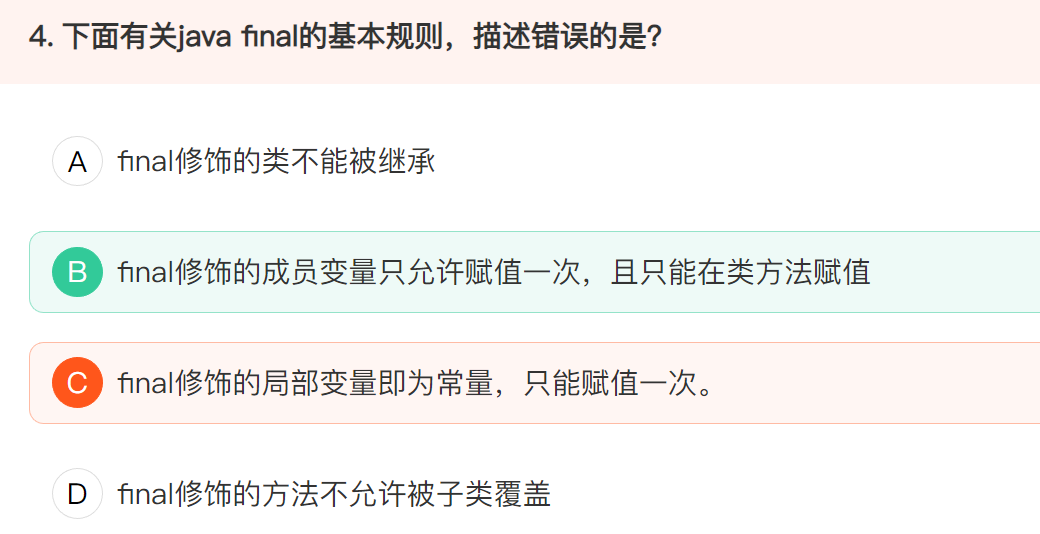 4. 下面有关java final的基本规则，描述错误的是?
A final修饰的类不能被继承
B final修饰的成员变量只允许赋值一次，且只能在类方法赋值
C final修饰的局部变量即为常量，只能赋值一次。
D final修饰的方法不允许被子类覆盖